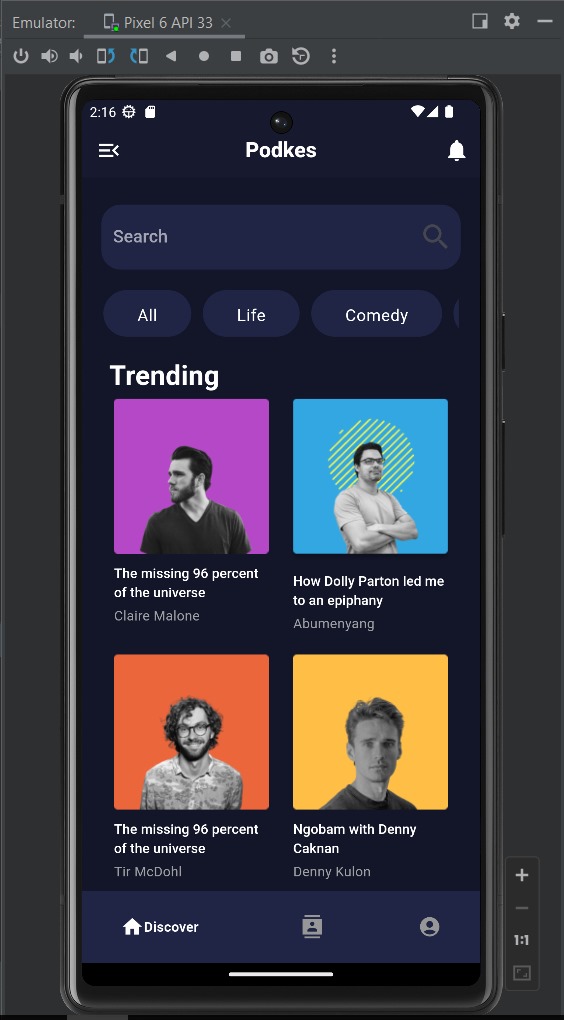 Emulator: Pixel 6 API 33
2:16
Podkes
Search
All Life Comedy
Trending
The missing 96 percent
of the universe
Claire Malone
How Dolly Parton led me
to an epiphany
Abumenyang
The missing 96 percent
of the universe
Tir McDohl
Ngobam with Denny
Caknan
Denny Kulon
Discover
1:1